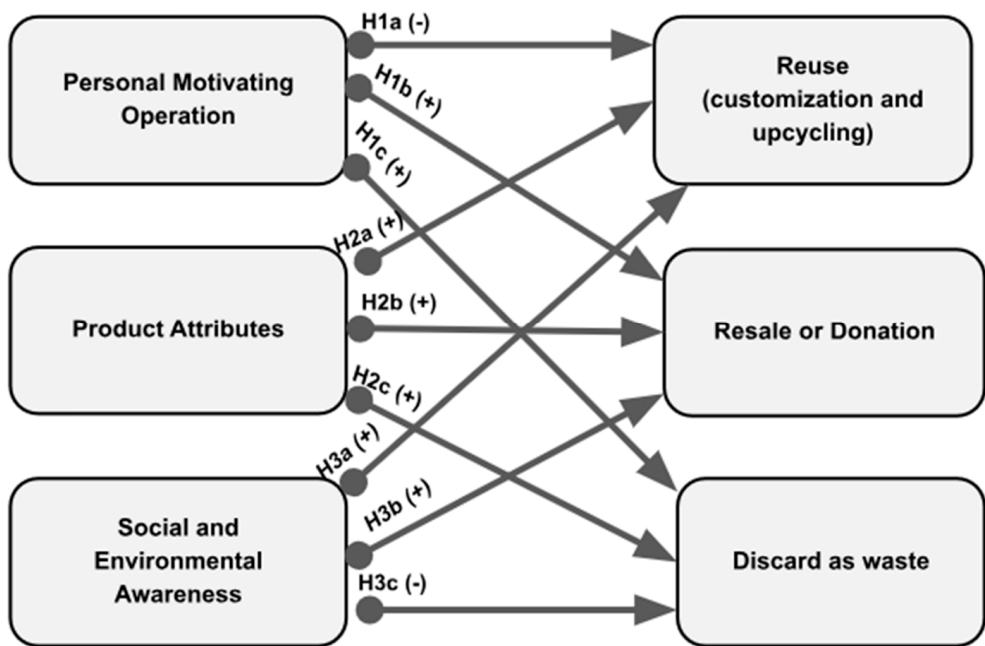 Personal Motivating
Operation
H1a (-)
H1b (+)
H1c (+)
Reuse
(customization and
upcycling)
Product Attributes
H2a (+)
H2b (+)
H2c (+)
Resale or Donation
Social and
Environmental
Awareness
H3a (+)
H3b (+)
H3c (-)
Discard as waste